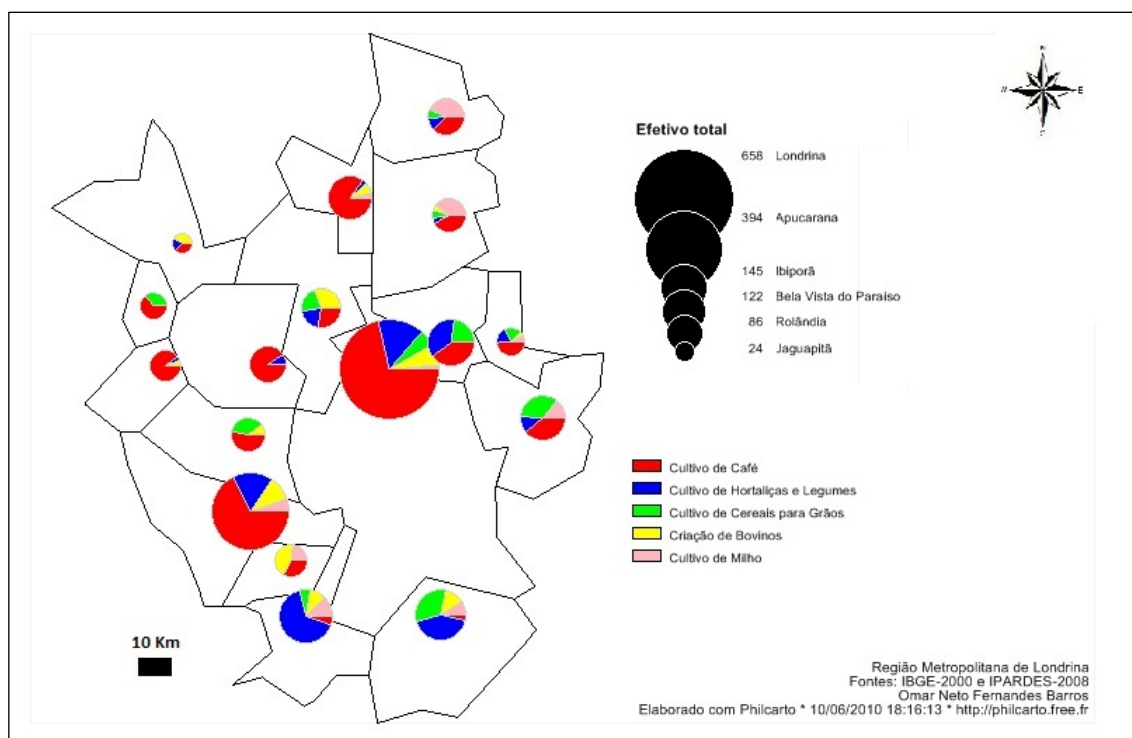 N
W
E
S
Efetivo total
658 Londrina
394 Apucarana
145 Ibiporã
122 Bela Vista do Paraíso
86 Rolândia
24 Jaguapitã
Cultivo de Café
Cultivo de Hortaliças e Legumes
Cultivo de Cereais para Grãos
Criação de Bovinos
Cultivo de Milho
10 Km
Região Metropolitana de Londrina
Fontes: IBGE-2000 e IPARDES-2008
Omar Neto Fernandes Barros
Elaborado com Philcarto * 10/06/2010 18:16:13 * http://philcarto.free.fr